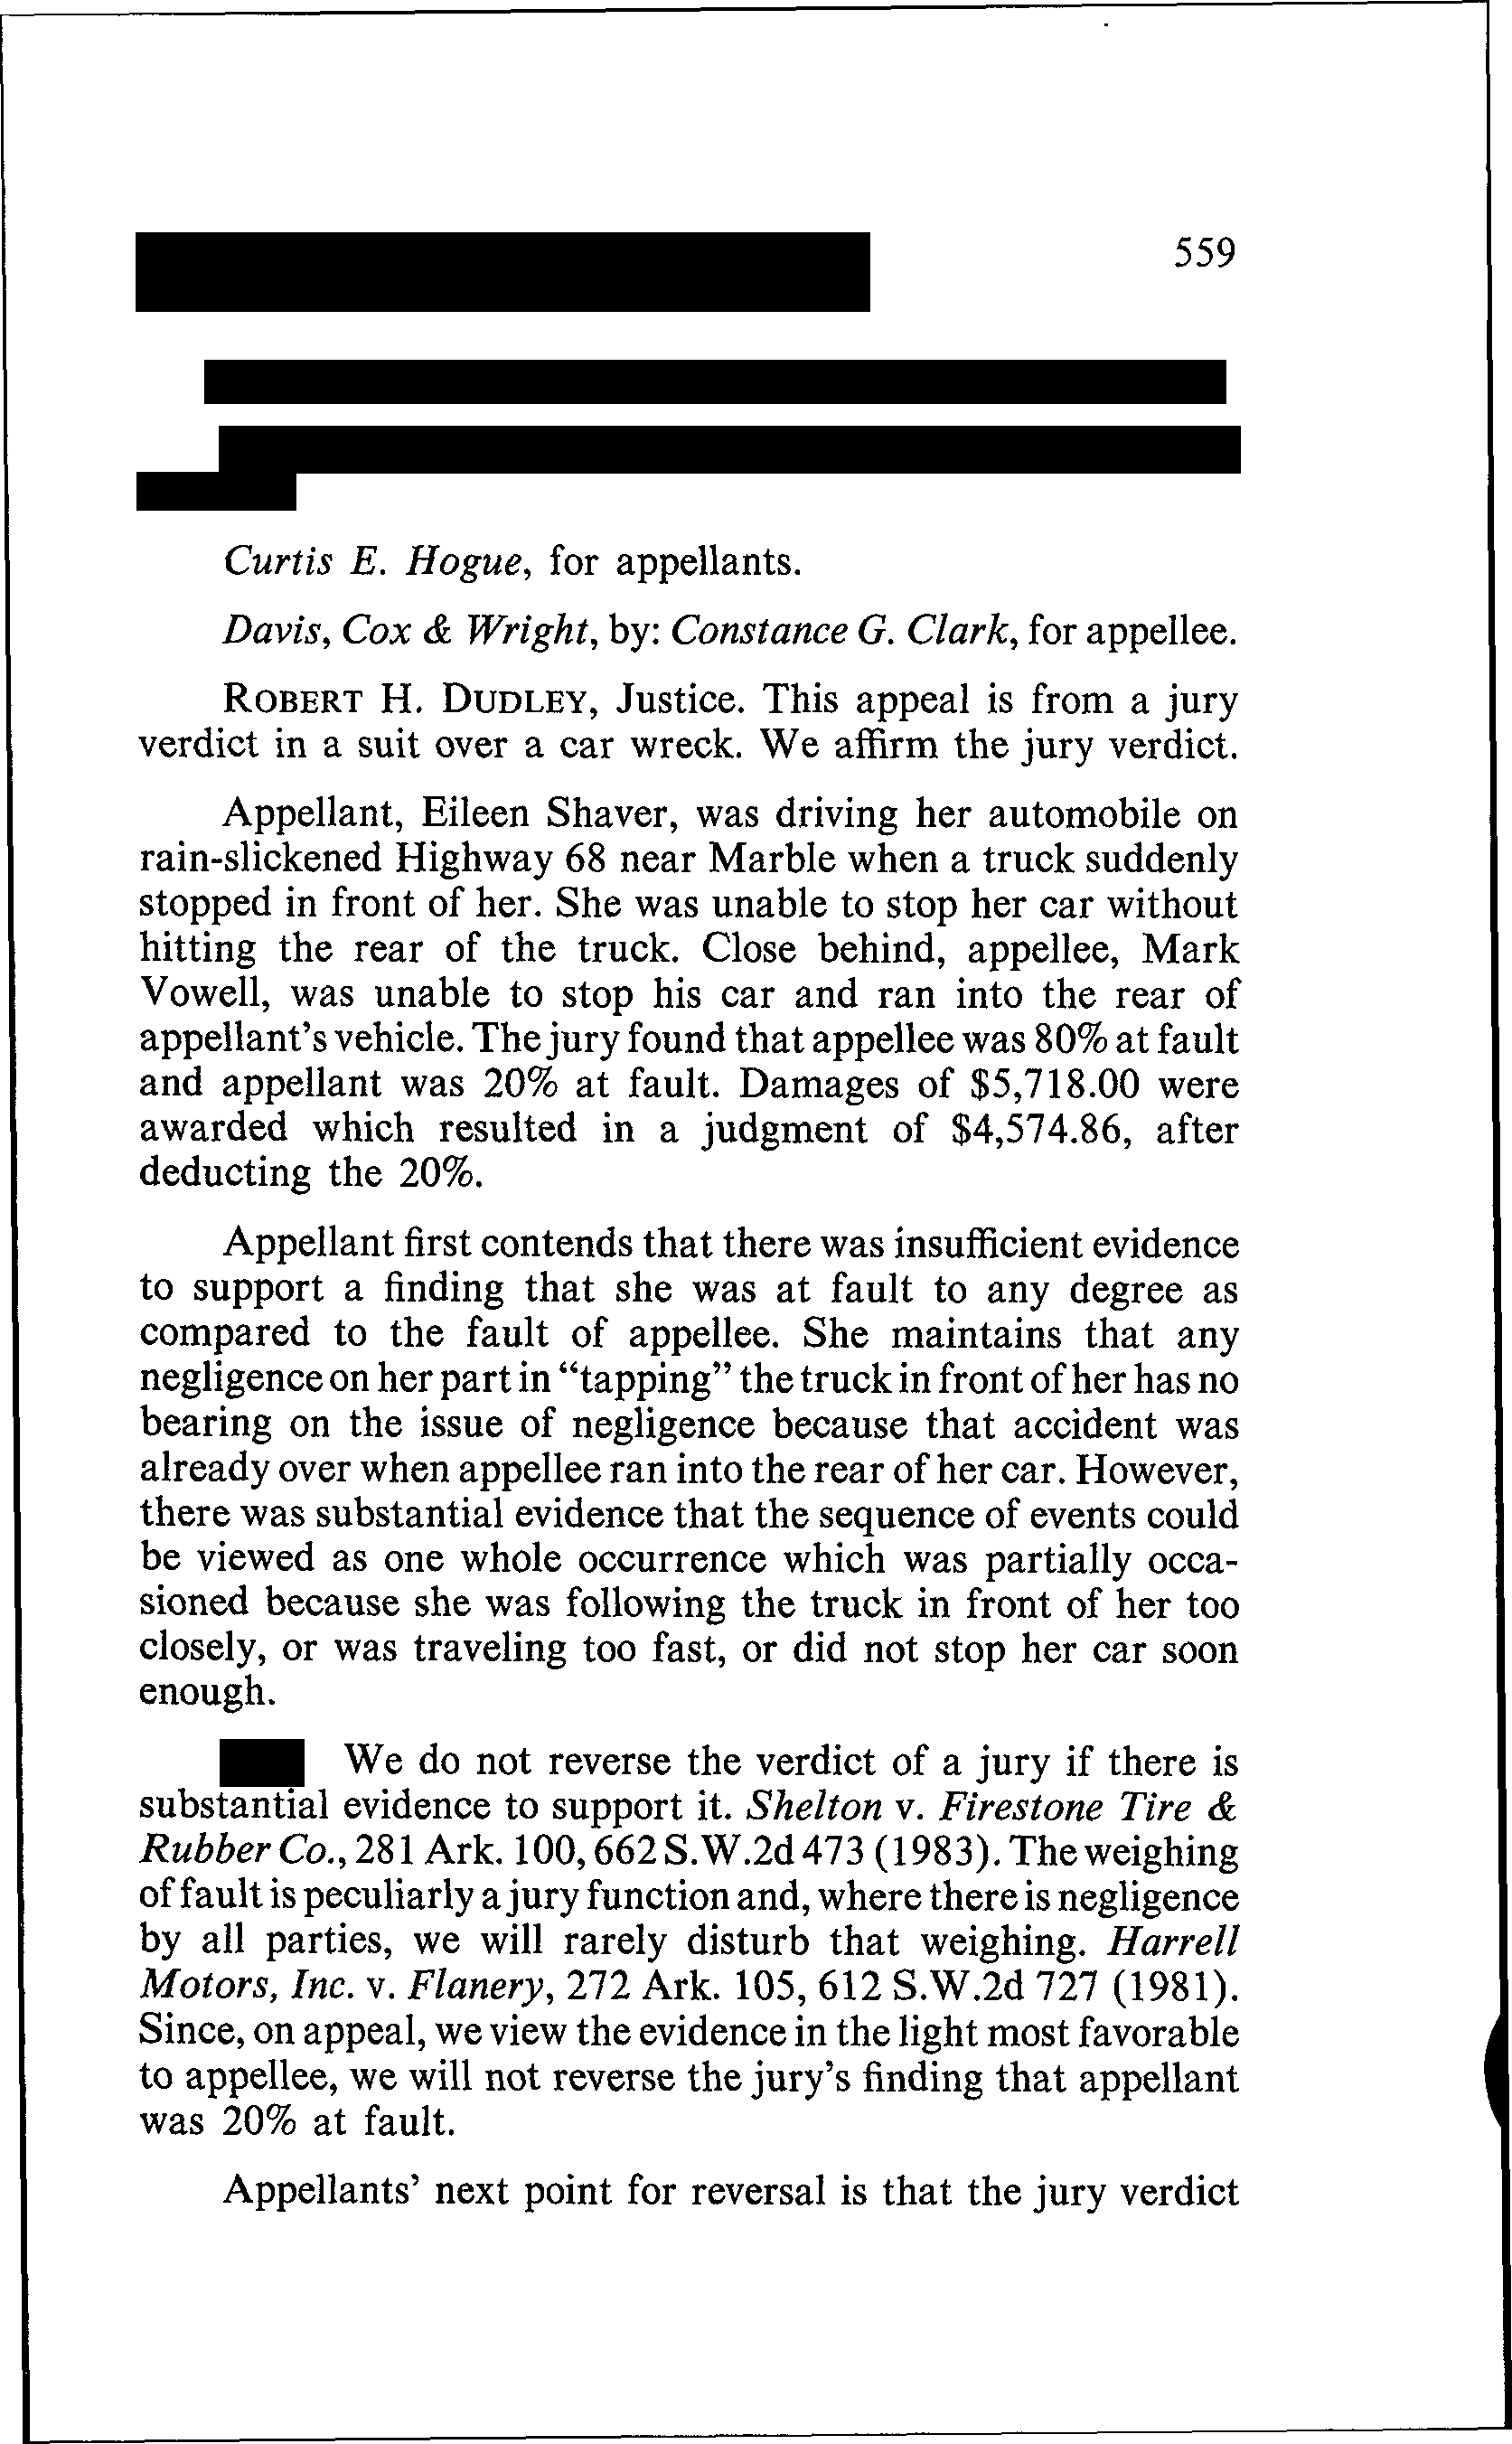 559
Curtis E. Hogue, for appellants.
Davis, Cox & Wright, by: Constance G. Clark, for appellee.
ROBERT H. DUDLEY, Justice. This appeal is from a jury
verdict in a suit over a car wreck. We affirm the jury verdict.
Appellant, Eileen Shaver, was driving her automobile on
rain-slickened Highway 68 near Marble when a truck suddenly
stopped in front of her. She was unable to stop her car without
hitting the rear of the truck. Close behind, appellee, Mark
Vowell, was unable to stop his car and ran into the rear of
appellant's vehicle. The jury found that appellee was 80% at fault
and appellant was 20% at fault. Damages of $5,718.00 were
awarded which resulted in a judgment of $4,574.86, after
deducting the 20%.
Appellant first contends that there was insufficient evidence
to support a finding that she was at fault to any degree as
compared to the fault of appellee. She maintains that any
negligence on her part in "tapping" the truck in front of her has no
bearing on the issue of negligence because that accident was
already over when appellee ran into the rear of her car. However,
there was substantial evidence that the sequence of events could
be viewed as one whole occurrence which was partially occa-
sioned because she was following the truck in front of her too
closely, or was traveling too fast, or did not stop her car soon
enough.
We do not reverse the verdict of a jury if there is
substantial evidence to support it. Shelton v. Firestone Tire &
Rubber Co., 281 Ark. 100, 662 S.W.2d 473 (1983). The weighing
of fault is peculiarly a jury function and, where there is negligence
by all parties, we will rarely disturb that weighing. Harrell
Motors, Inc. v. Flanery, 272 Ark. 105, 612 S.W.2d 727 (1981).
Since, on appeal, we view the evidence in the light most favorable
to appellee, we will not reverse the jury's finding that appellant
was 20% at fault.
Appellants' next point for reversal is that the jury verdict